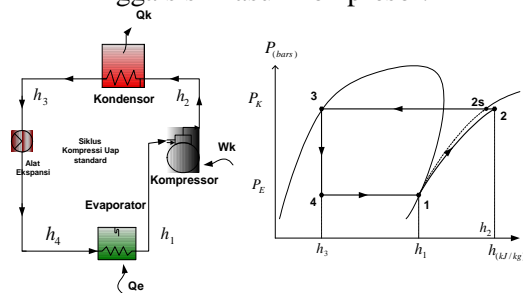 Qk
h3
Kondensor
h2
Alat
Ekspansi
Siklus
Kompressi Uap
standard
Wk
Kompressor
Evaporator
h4
h1
Qe
P(bars)
PK
3
2s
2
PE
4
1
h3
h1
h2
h(kJ/kg